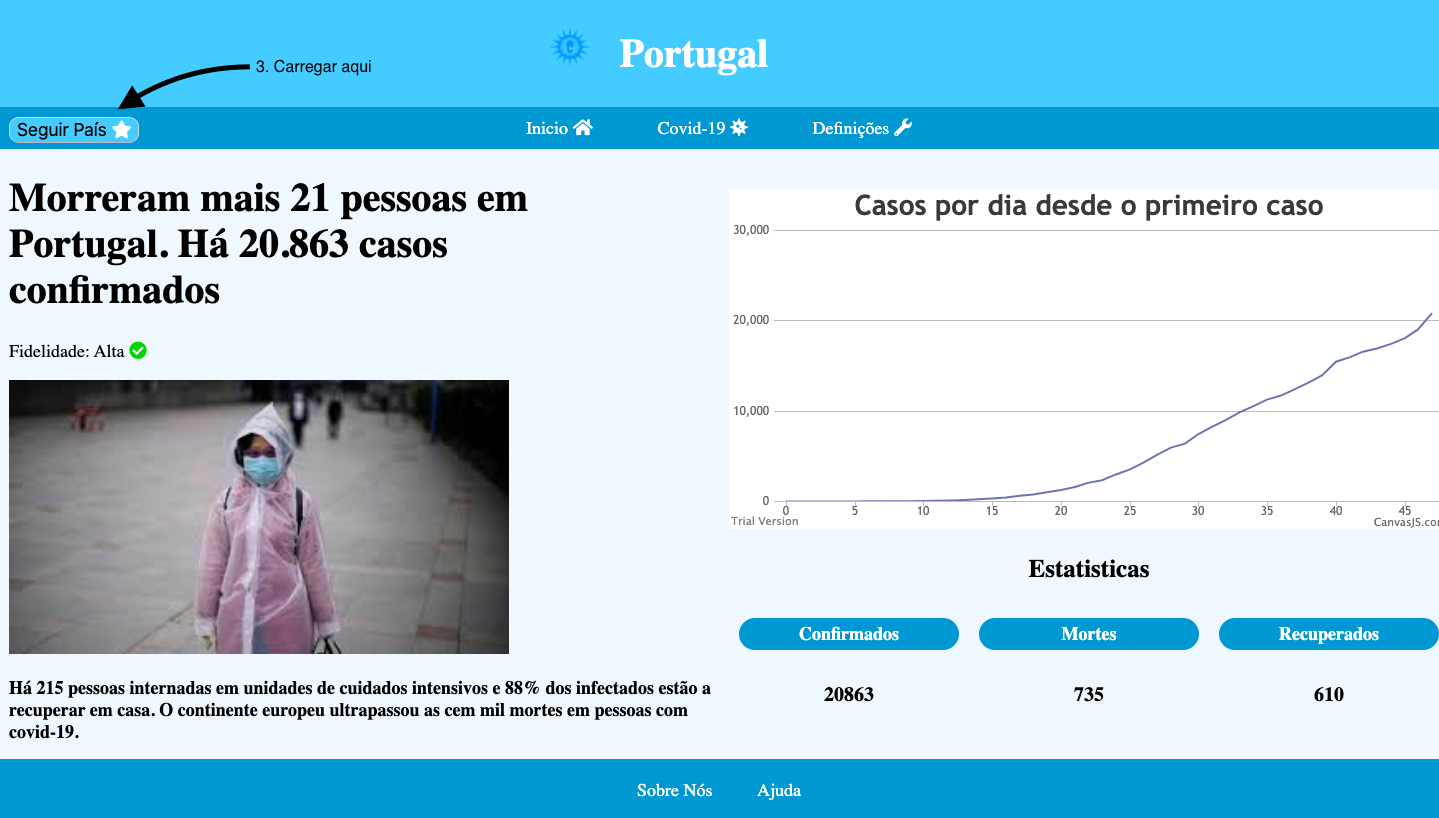 Portugal
3. Carregar aqui
Seguir País
Inicio
Covid-19
Definições
Morreram mais 21 pessoas em
Portugal. Há 20.863 casos
confirmados
Fidelidade: Alta
Há 215 pessoas internadas em unidades de cuidados intensivos e 88% dos infectados estão a
recuperar em casa. O continente europeu ultrapassou as cem mil mortes em pessoas com
covid-19.
Casos por dia desde o primeiro caso
30,000
20,000
10,000
0
0 5 10 15 20 25 30 35 40 45
Trial Version
CanvasJS.com
Estatisticas
Confirmados Mortes Recuperados
20863 735 610
Sobre Nós Ajuda